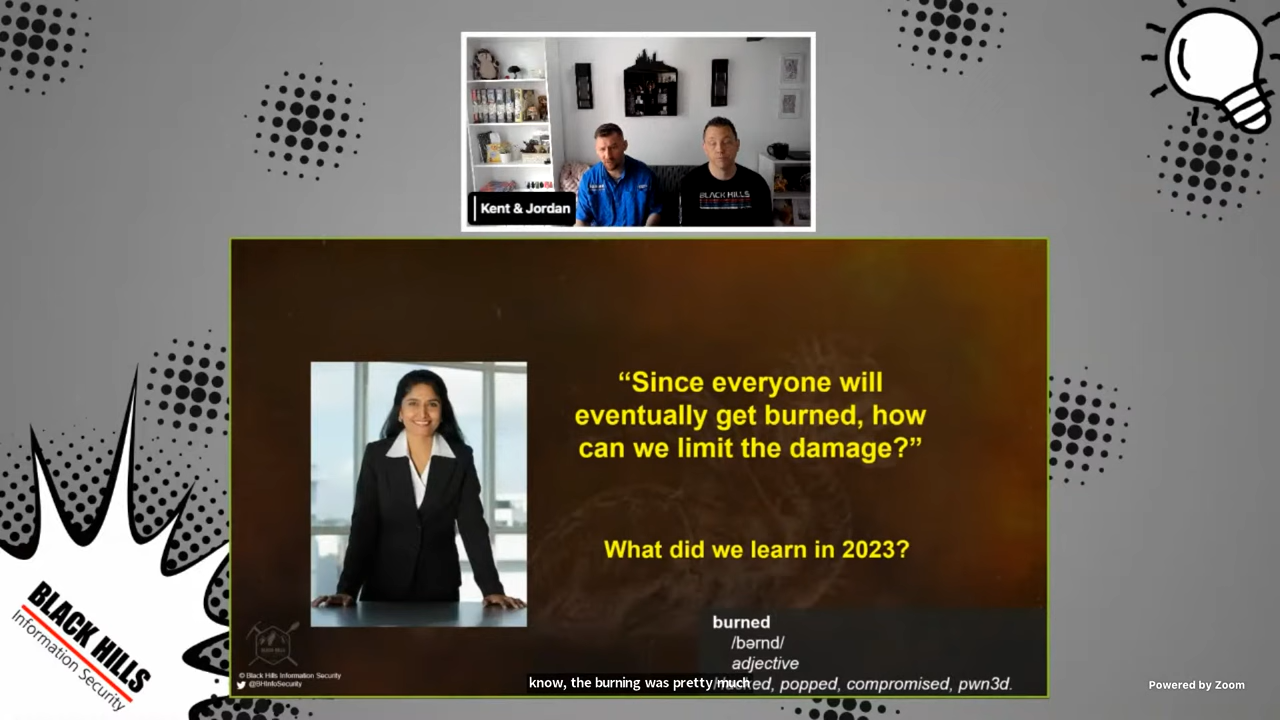 Kent & Jordan
BLACK HILLS
“Since everyone will
eventually get burned, how
can we limit the damage?”
What did we learn in 2023?
burned
/bərnd/
adjective
hacked, popped, compromised, pwn3d.
know, the burning was pretty much
© Black Hills Information Security
@BHInfoSecurity
BLACK HILLS
Information Security
Powered by Zoom